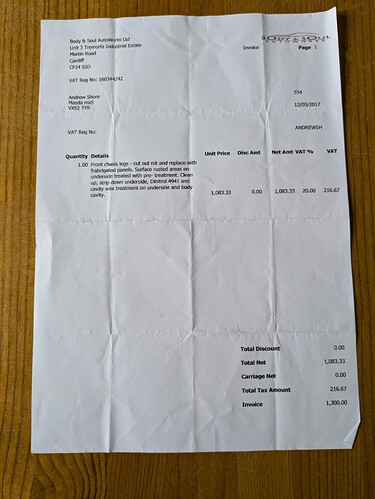 Body & Soul AutoWorks Ltd
Unit 3 Tremorfa Industrial Estate
Martin Road
Cardiff
CF24 5SD
Invoice
BODY & SOUL
Page 1
VAT Reg No: 160344242
Andrew Shore
Mazda mx5
VX52 TYK
554
12/05/2017
VAT Reg No:
ANDREWSH
Quantity Details Unit Price Disc Amt Net Amt VAT % VAT
1.00 Front chasis legs - cut out rot and replace with
frabrigated panels. Surface rusted areas on
underside treated with pre- treatment. Clean
up, strip down underside, Dinitrol 4941 and
cavity wax treatment on underside and body
cavity. 1,083.33 0.00 1,083.33 20.00 216.67
Total Discount 0.00
Total Net 1,083.33
Carriage Net 0.00
Total Tax Amount 216.67
Invoice 1,300.00